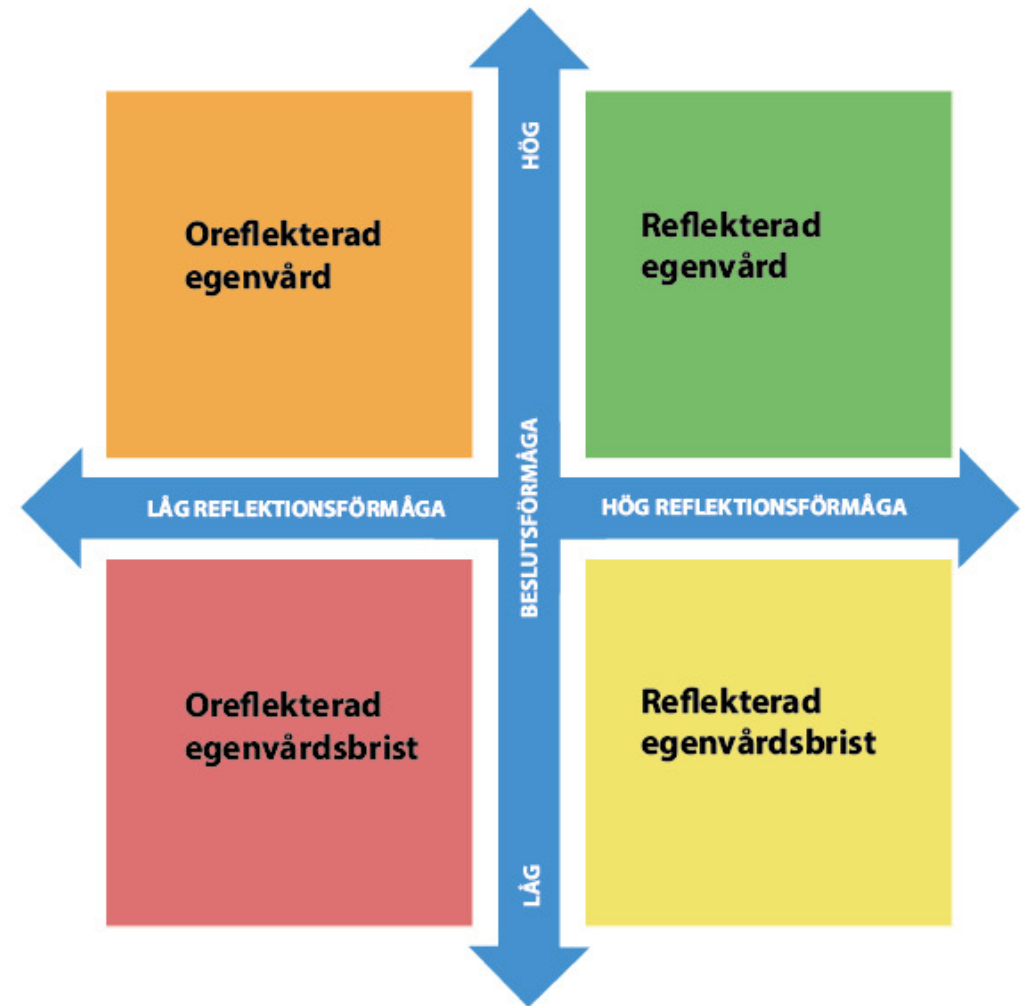 HÖG
Oreflekterad
egenvård
Reflekterad
egenvård
LÅG REFLEKTIONSFÖRMÅGA
BESLUTSFÖRMÅGA
HÖG REFLEKTIONSFÖRMÅGA
Oreflekterad
egenvårdsbrist
Reflekterad
egenvårdsbrist
LÅG